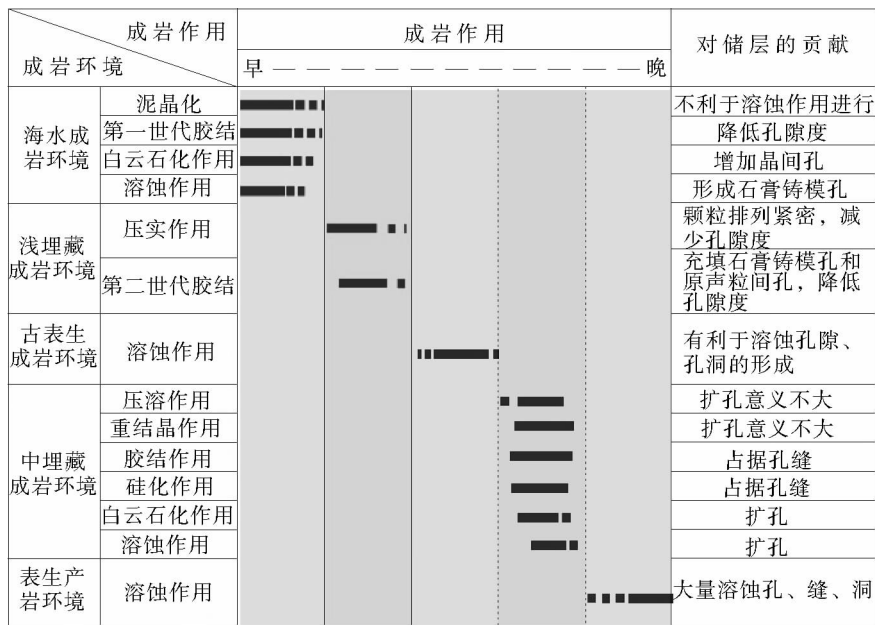 成岩作用
成岩环境
成岩作用
早 — — — — — — — — — — 晚
对储层的贡献
海水成
岩环境
泥晶化
不利于溶蚀作用进行
第一世代胶结
降低孔隙度
白云石化作用
增加晶间孔
溶蚀作用
形成石膏铸模孔
浅埋藏
成岩环境
压实作用
颗粒排列紧密，减
少孔隙度
第二世代胶结
充填石膏铸模孔和
原声粒间孔，降低
孔隙度
古表生
成岩环境
溶蚀作用
有利于溶蚀孔隙、
孔洞的形成
中埋藏
成岩环境
压溶作用
扩孔意义不大
重结晶作用
扩孔意义不大
胶结作用
占据孔缝
硅化作用
占据孔缝
白云石化作用
扩孔
溶蚀作用
扩孔
表生产
岩环境
溶蚀作用
大量溶蚀孔、缝、洞